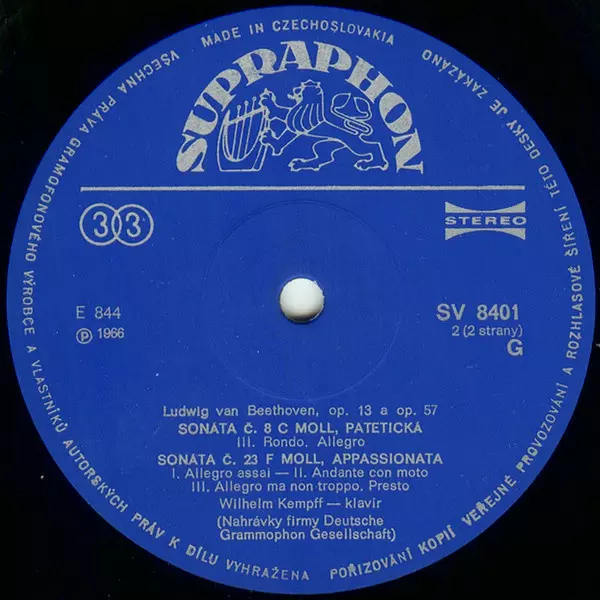 MADE IN CZECHOSLOVAKIA
VŠECHNA PRÁVA GRAMOFONOVÉHO VÝROBCE A VLASTNÍKŮ AUTORSKÝCH PRÁV K DÍLU VYHRAŽENA
POŘIZOVÁNÍ KOPIÍ VEŘEJNÉ PROVOZOVÁNÍ A ROZHLASOVÉ ŠÍŘENÍ TÉTO DESKY JE ZAKÁZÁNO
SUPRAPHON
33
STEREO
E 844
℗ 1966
SV 8401
2 (2 strany)
G
Ludwig van Beethoven, op. 13 a op. 57
SONÁTA Č. 8 C MOLL, PATETICKÁ
III. Rondo. Allegro
SONÁTA Č. 23 F MOLL, APPASSIONATA
I. Allegro assai — II. Andante con moto
III. Allegro ma non troppo. Presto
Wilhelm Kempff — klavír
(Nahrávky firmy Deutsche
Grammophon Gesellschaft)